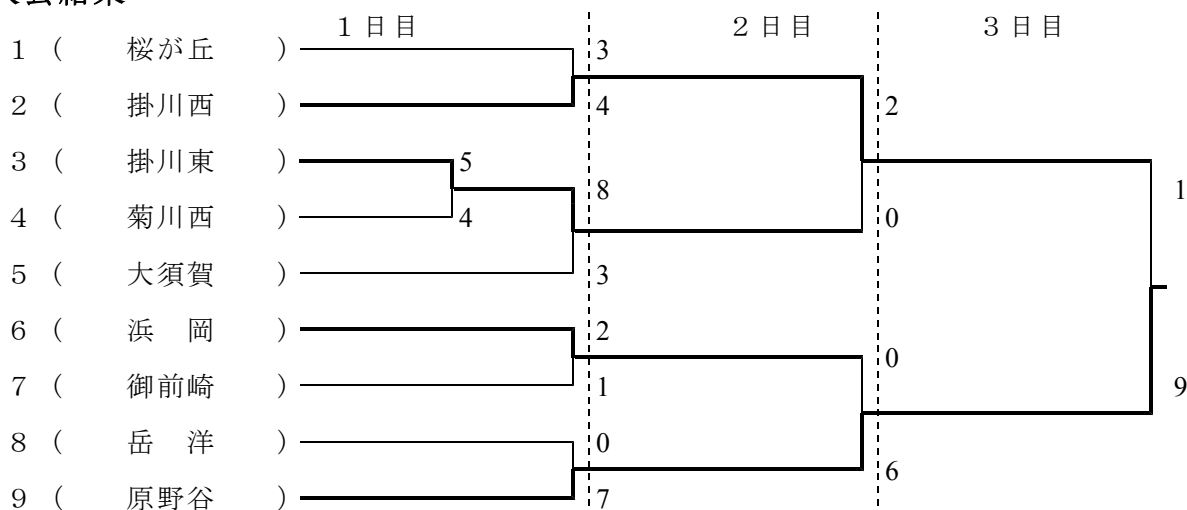 １日目 ２日目 ３日目
１（ 桜が丘 ） 3
２（ 掛川西 ） 4 2
３（ 掛川東 ） 5 8 1
４（ 菊川西 ） 4 0
５（ 大須賀 ） 3
６（ 浜　岡 ） 2 0
７（ 御前崎 ） 1 9
８（ 岳　洋 ） 0 6
９（ 原野谷 ） 7